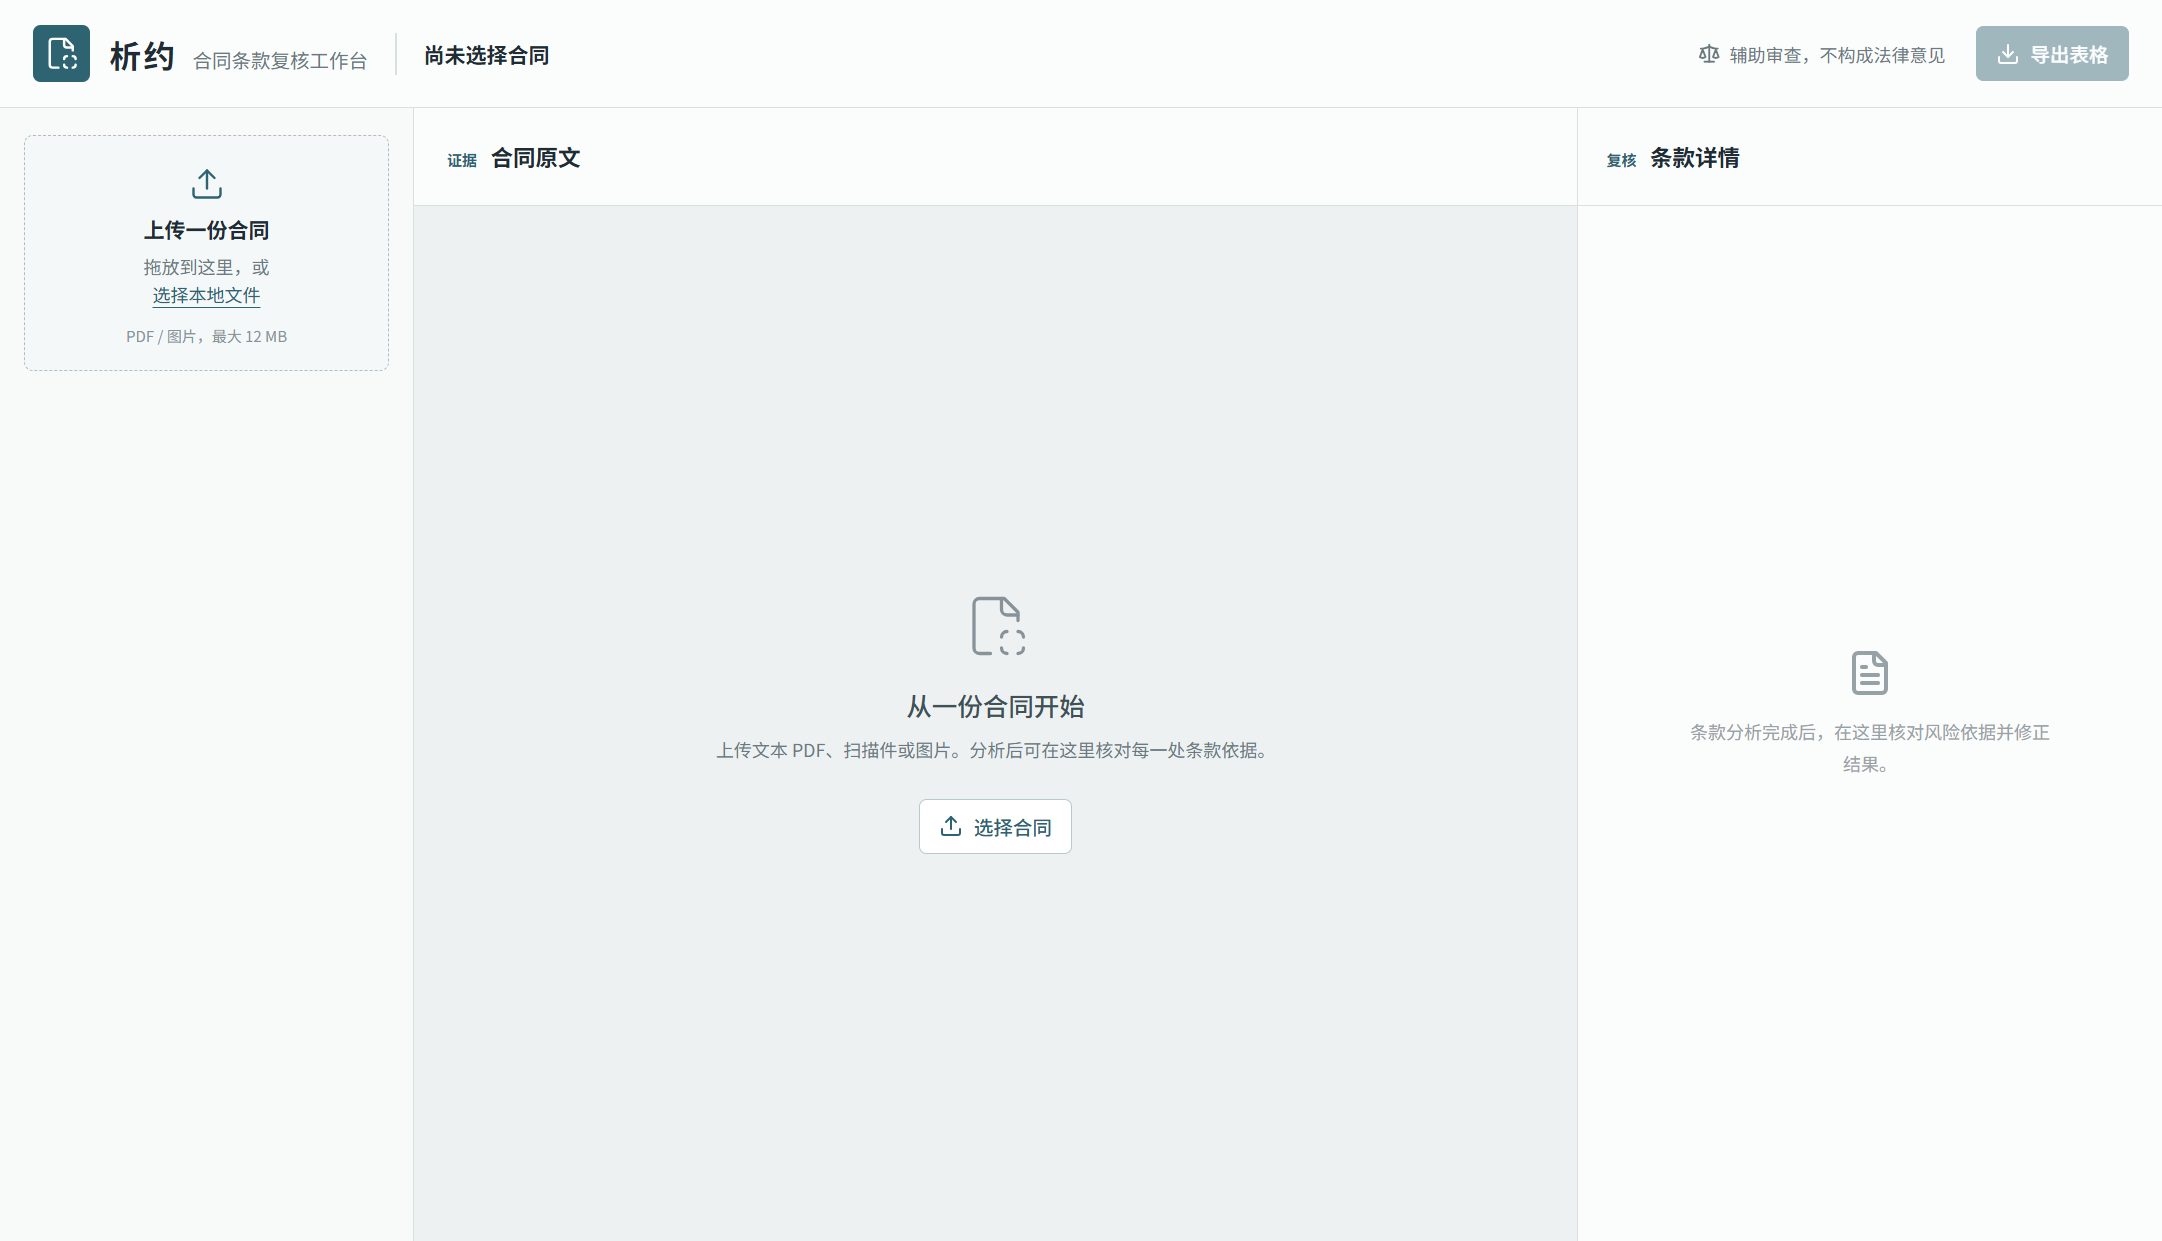 析约 合同条款复核工作台 尚未选择合同 辅助审查，不构成法律意见 导出表格
上传一份合同
拖放到这里，或
选择本地文件
PDF / 图片，最大 12 MB
证据 合同原文
从一份合同开始
上传文本 PDF、扫描件或图片。分析后可在这里核对每一处条款依据。
选择合同
复核 条款详情
条款分析完成后，在这里核对风险依据并修正
结果。